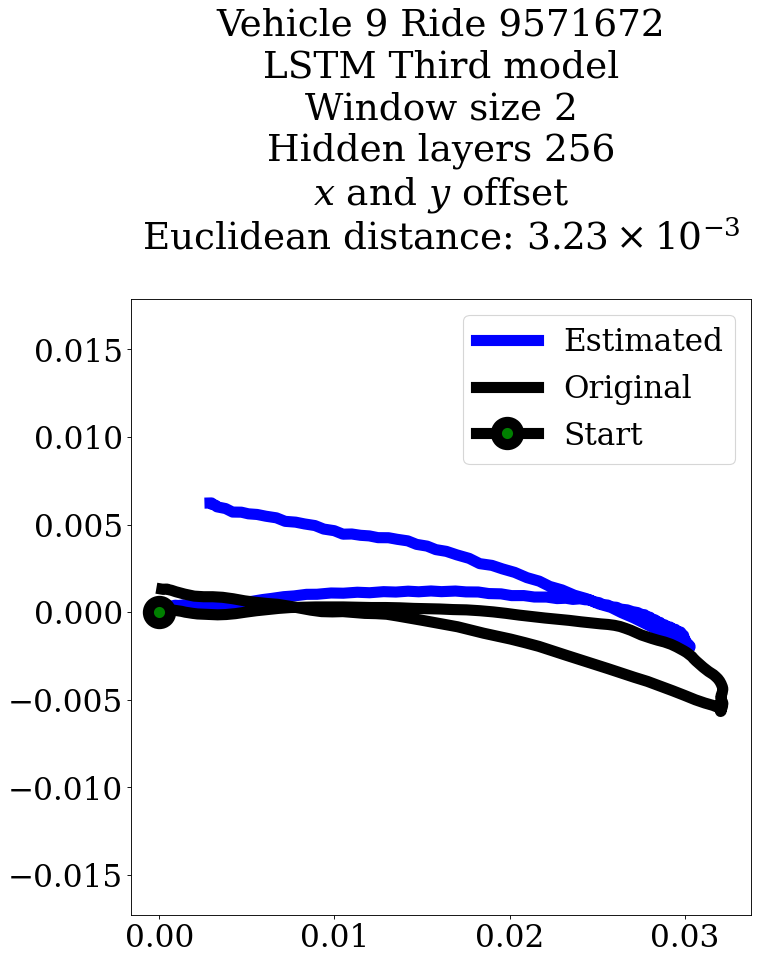 Vehicle 9 Ride 9571672
LSTM Third model
Window size 2
Hidden layers 256
x and y offset
Euclidean distance: 3.23 × 10⁻³
Estimated
Original
Start
0.015
0.010
0.005
0.000
−0.005
−0.010
−0.015
0.00 0.01 0.02 0.03